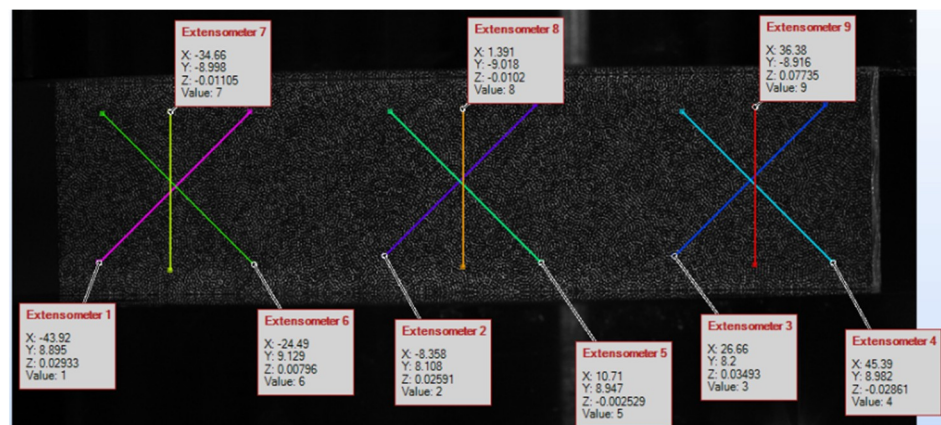 Extensometer 7
X: -34.66
Y: -8.998
Z: -0.01105
Value: 7
Extensometer 8
X: 1.391
Y: -9.018
Z: -0.0102
Value: 8
Extensometer 9
X: 36.38
Y: -8.916
Z: 0.07735
Value: 9
Extensometer 1
X: -43.92
Y: 8.895
Z: 0.02933
Value: 1
Extensometer 6
X: -24.49
Y: 9.129
Z: 0.00796
Value: 6
Extensometer 2
X: -8.358
Y: 8.108
Z: 0.02591
Value: 2
Extensometer 5
X: 10.71
Y: 8.947
Z: -0.002529
Value: 5
Extensometer 3
X: 26.66
Y: 8.2
Z: 0.03493
Value: 3
Extensometer 4
X: 45.39
Y: 8.982
Z: -0.02861
Value: 4